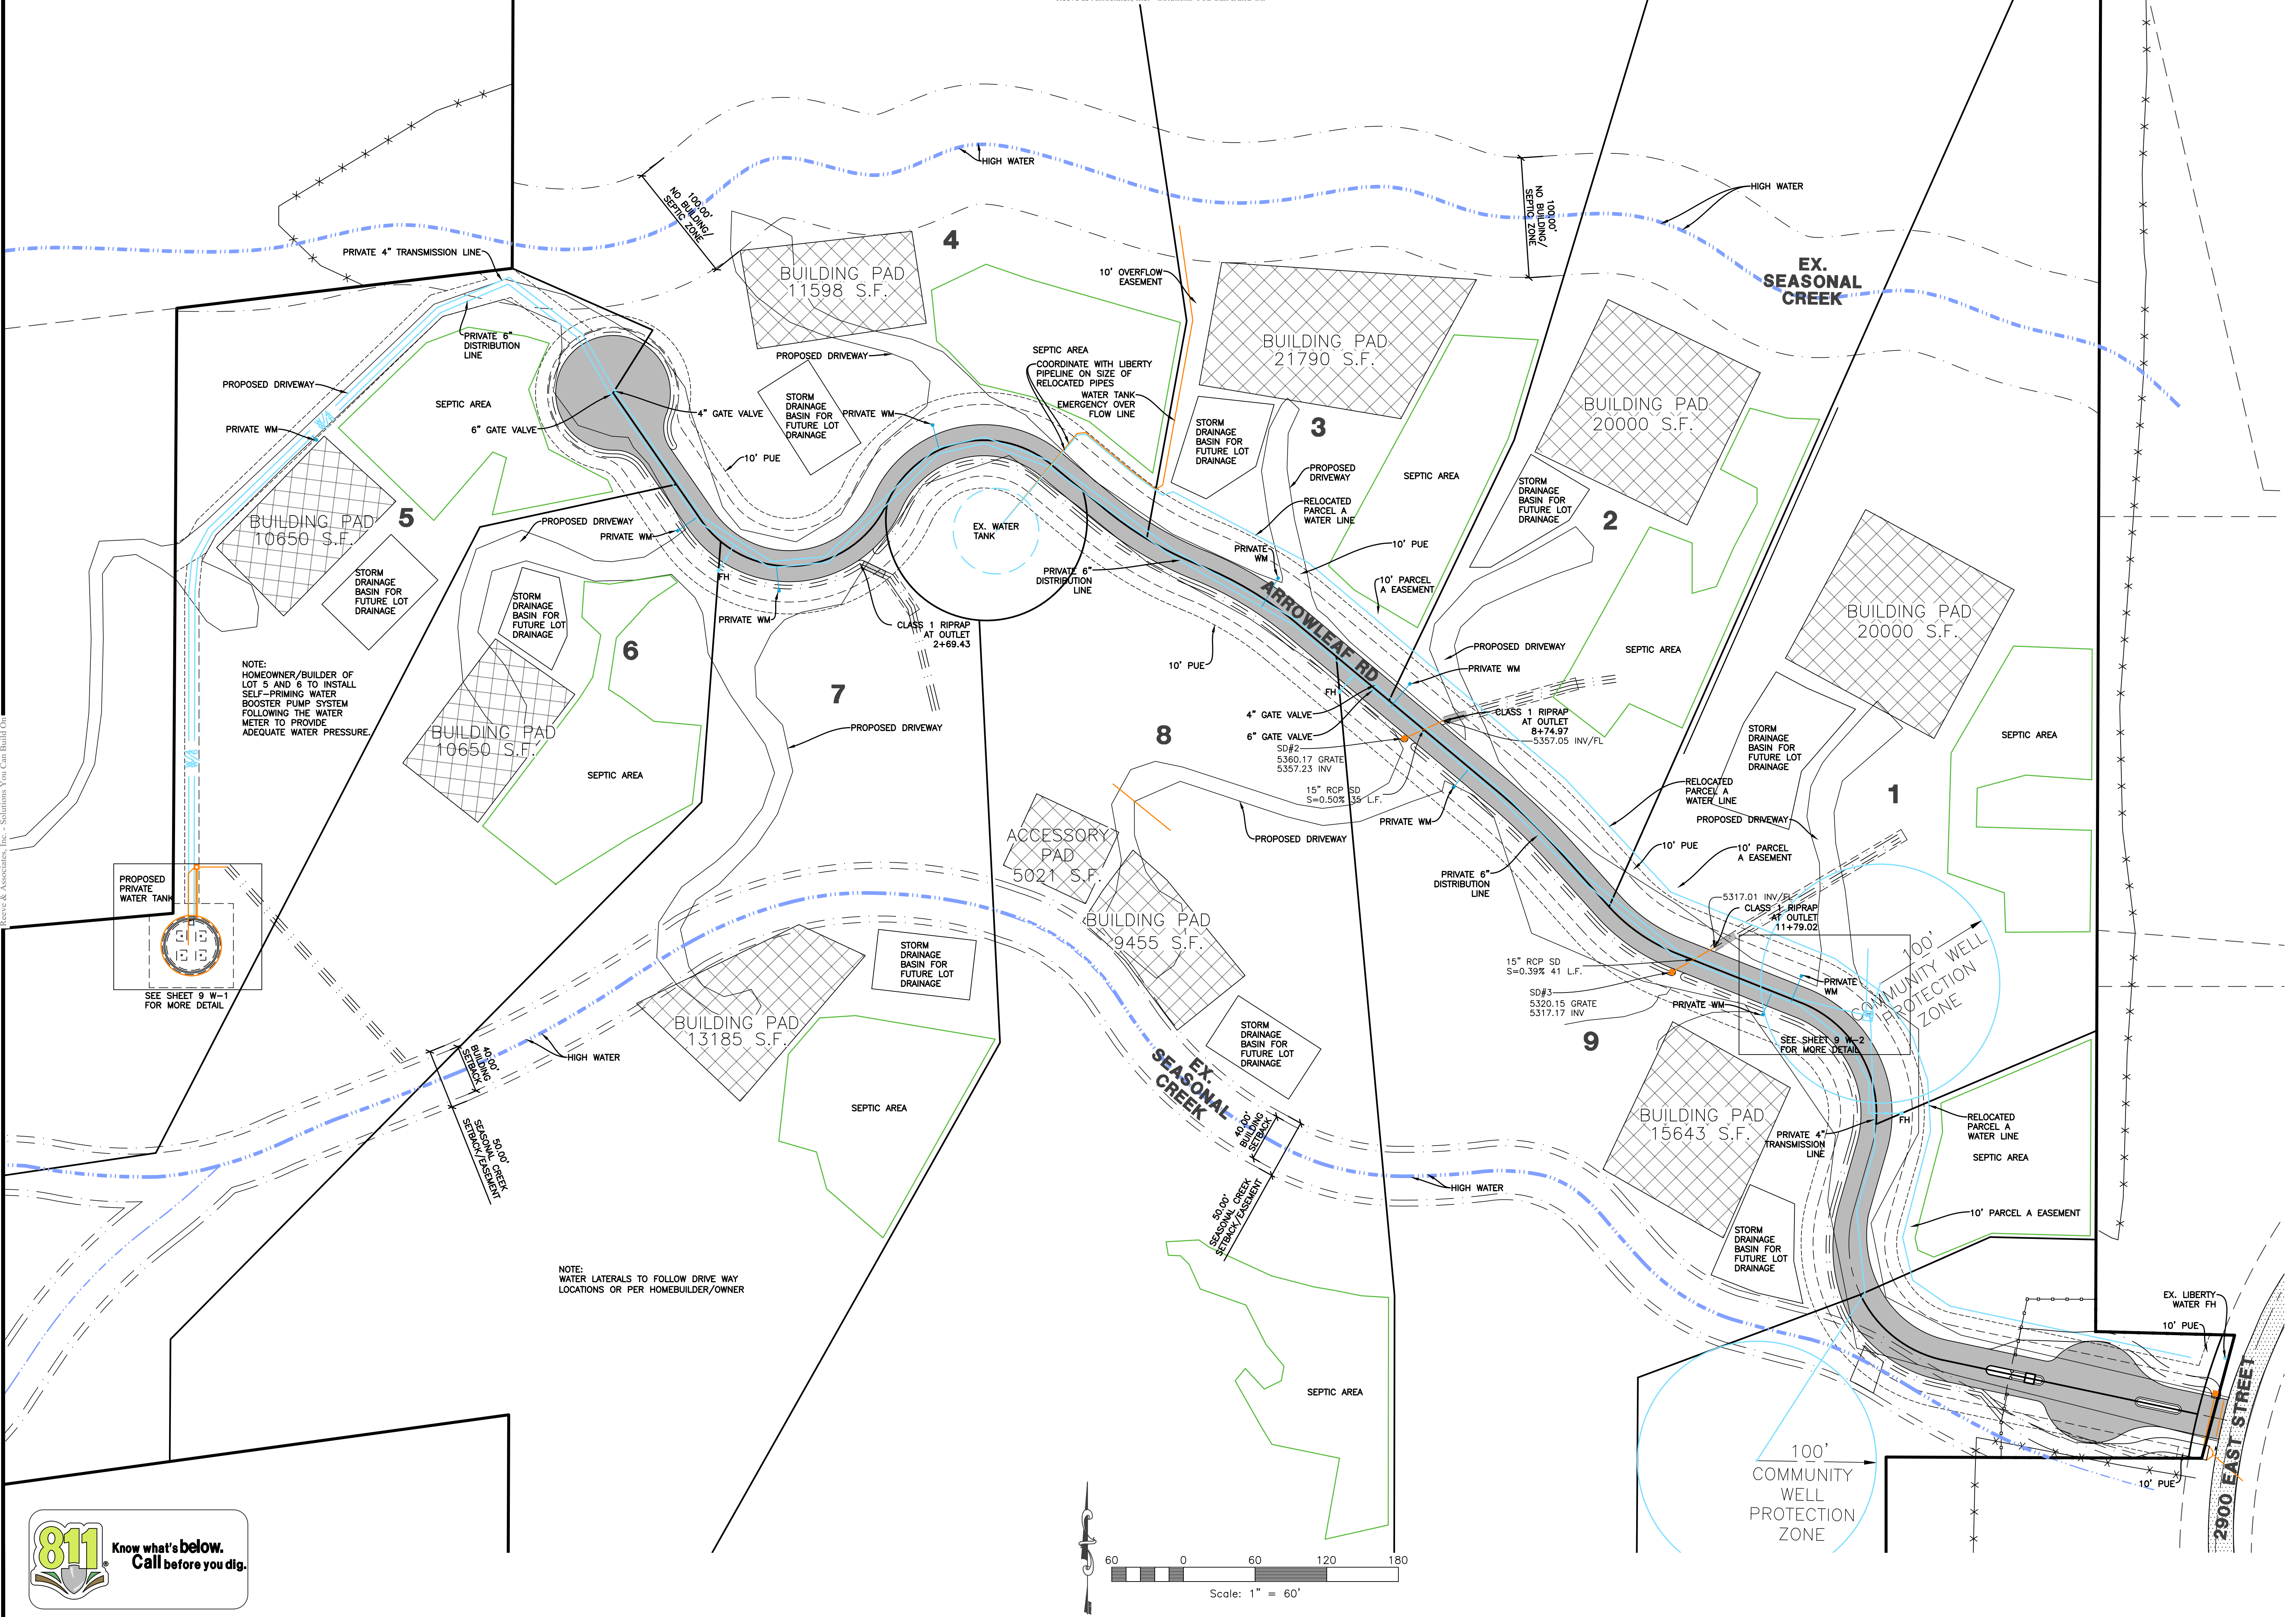 HIGH WATER
HIGH WATER
100.00'
NO BUILDING/
SEPTIC ZONE
100.00'
NO BUILDING/
SEPTIC ZONE
4
PRIVATE 4" TRANSMISSION LINE
EX.
SEASONAL
CREEK
BUILDING PAD
11598 S.F.
10' OVERFLOW
EASEMENT
PRIVATE 6"
DISTRIBUTION
LINE
BUILDING PAD
21790 S.F.
PROPOSED DRIVEWAY
SEPTIC AREA
COORDINATE WITH LIBERTY
PIPELINE ON SIZE OF
RELOCATED PIPES
WATER TANK
EMERGENCY OVER
FLOW LINE
PROPOSED DRIVEWAY
SEPTIC AREA
4" GATE VALVE
6" GATE VALVE
STORM
DRAINAGE
BASIN FOR
FUTURE LOT
DRAINAGE
PRIVATE WM
PRIVATE WM
10' PUE
STORM
DRAINAGE
BASIN FOR
FUTURE LOT
DRAINAGE
3
BUILDING PAD
20000 S.F.
PROPOSED
DRIVEWAY
SEPTIC AREA
STORM
DRAINAGE
BASIN FOR
FUTURE LOT
DRAINAGE
2
5
BUILDING PAD
10650 S.F.
PROPOSED DRIVEWAY
PRIVATE WM
EX. WATER
TANK
RELOCATED
PARCEL A
WATER LINE
PRIVATE
WM
10' PUE
PRIVATE 6"
DISTRIBUTION
LINE
10' PARCEL
A EASEMENT
ARROWLEAF RD
STORM
DRAINAGE
BASIN FOR
FUTURE LOT
DRAINAGE
STORM
DRAINAGE
BASIN FOR
FUTURE LOT
DRAINAGE
FH
PRIVATE WM
CLASS 1 RIPRAP
AT OUTLET
2+69.43
6
7
10' PUE
PROPOSED DRIVEWAY
PRIVATE WM
SEPTIC AREA
BUILDING PAD
20000 S.F.
NOTE:
HOMEOWNER/BUILDER OF
LOT 5 AND 6 TO INSTALL
SELF-PRIMING WATER
BOOSTER PUMP SYSTEM
FOLLOWING THE WATER
METER TO PROVIDE
ADEQUATE WATER PRESSURE.
BUILDING PAD
10650 S.F.
SEPTIC AREA
PROPOSED DRIVEWAY
8
FH
4" GATE VALVE
6" GATE VALVE
SD#2
5360.17 GRATE
5357.23 INV
CLASS 1 RIPRAP
AT OUTLET
8+74.97
5357.05 INV/FL
15" RCP SD
S=0.50% 35 L.F.
STORM
DRAINAGE
BASIN FOR
FUTURE LOT
DRAINAGE
SEPTIC AREA
RELOCATED
PARCEL A
WATER LINE
1
PROPOSED DRIVEWAY
PRIVATE WM
PROPOSED DRIVEWAY
ACCESSORY
PAD
5021 S.F.
10' PUE
10' PARCEL
A EASEMENT
PRIVATE 6"
DISTRIBUTION
LINE
PROPOSED
PRIVATE
WATER TANK
SEE SHEET 9 W-1
FOR MORE DETAIL
BUILDING PAD
9455 S.F.
5317.01 INV/FL
CLASS 1 RIPRAP
AT OUTLET
11+79.02
STORM
DRAINAGE
BASIN FOR
FUTURE LOT
DRAINAGE
15" RCP SD
S=0.39% 41 L.F.
SD#3
5320.15 GRATE
5317.17 INV
PRIVATE
WM
PRIVATE WM
100'
COMMUNITY WELL
PROTECTION
ZONE
SEE SHEET 9 W-2
FOR MORE DETAIL
9
BUILDING PAD
13185 S.F.
HIGH WATER
40.00'
BUILDING
SETBACK
50.00'
SEASONAL CREEK
SETBACK/EASEMENT
STORM
DRAINAGE
BASIN FOR
FUTURE LOT
DRAINAGE
EX.
SEASONAL
CREEK
SEPTIC AREA
40.00'
BUILDING
SETBACK
50.00'
SEASONAL CREEK
SETBACK/EASEMENT
HIGH WATER
BUILDING PAD
15643 S.F.
PRIVATE 4"
TRANSMISSION
LINE
FH
RELOCATED
PARCEL A
WATER LINE
SEPTIC AREA
10' PARCEL A EASEMENT
STORM
DRAINAGE
BASIN FOR
FUTURE LOT
DRAINAGE
NOTE:
WATER LATERALS TO FOLLOW DRIVE WAY
LOCATIONS OR PER HOMEBUILDER/OWNER
EX. LIBERTY
WATER FH
10' PUE
SEPTIC AREA
2900 EAST STREET
10' PUE
100'
COMMUNITY
WELL
PROTECTION
ZONE
811
Know what's below.
Call before you dig.
60 0 60 120 180
Scale: 1" = 60'
Reeve & Associates, Inc. - Solutions You Can Build On